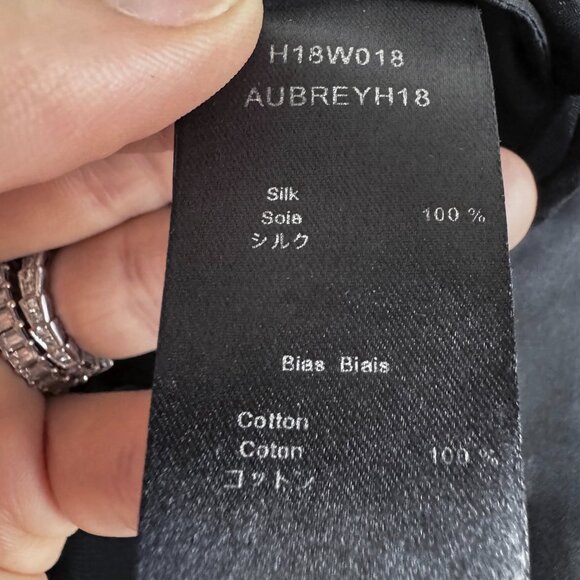 H18W018
AUBREYH18
Silk
Soie
100 %
シルク
Bias Biais
Cotton
Coton
100 %
コットン